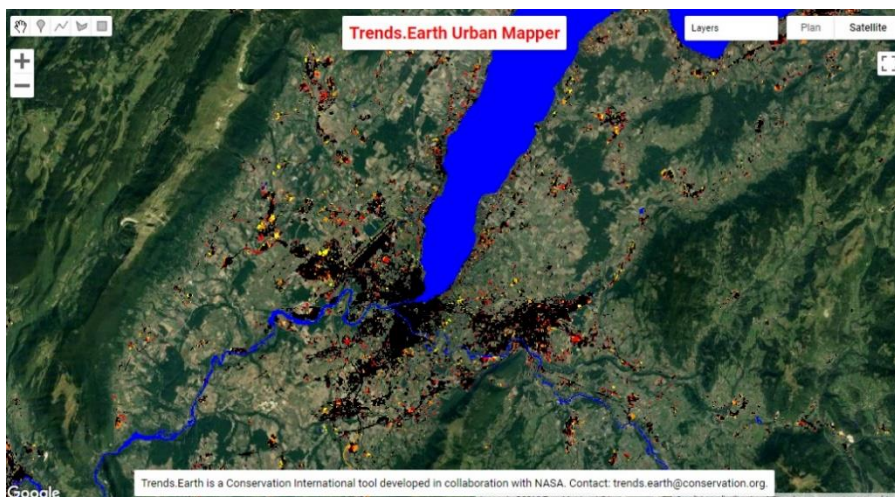 Trends.Earth Urban Mapper
Layers
Plan
Satellite
Trends.Earth is a Conservation International tool developed in collaboration with NASA. Contact: trends.earth@conservation.org.
Google